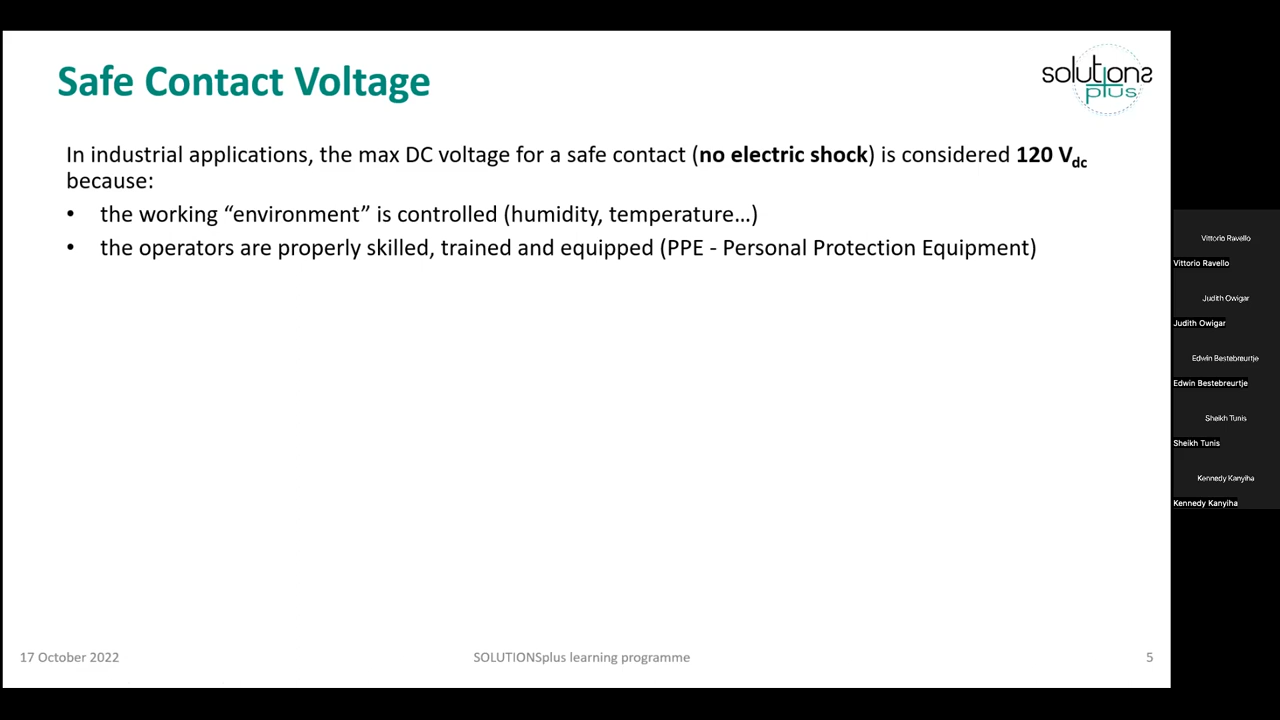 Safe Contact Voltage
solutions
plus
In industrial applications, the max DC voltage for a safe contact (no electric shock) is considered 120 Vdc
because:
• the working “environment” is controlled (humidity, temperature…)
• the operators are properly skilled, trained and equipped (PPE - Personal Protection Equipment)
17 October 2022
SOLUTIONSplus learning programme
5
Vittorio Ravello
Vittorio Ravello
Judith Owigar
Judith Owigar
Edwin Bestebreurtje
Edwin Bestebreurtje
Sheikh Tunis
Sheikh Tunis
Kennedy Kanyiha
Kennedy Kanyiha